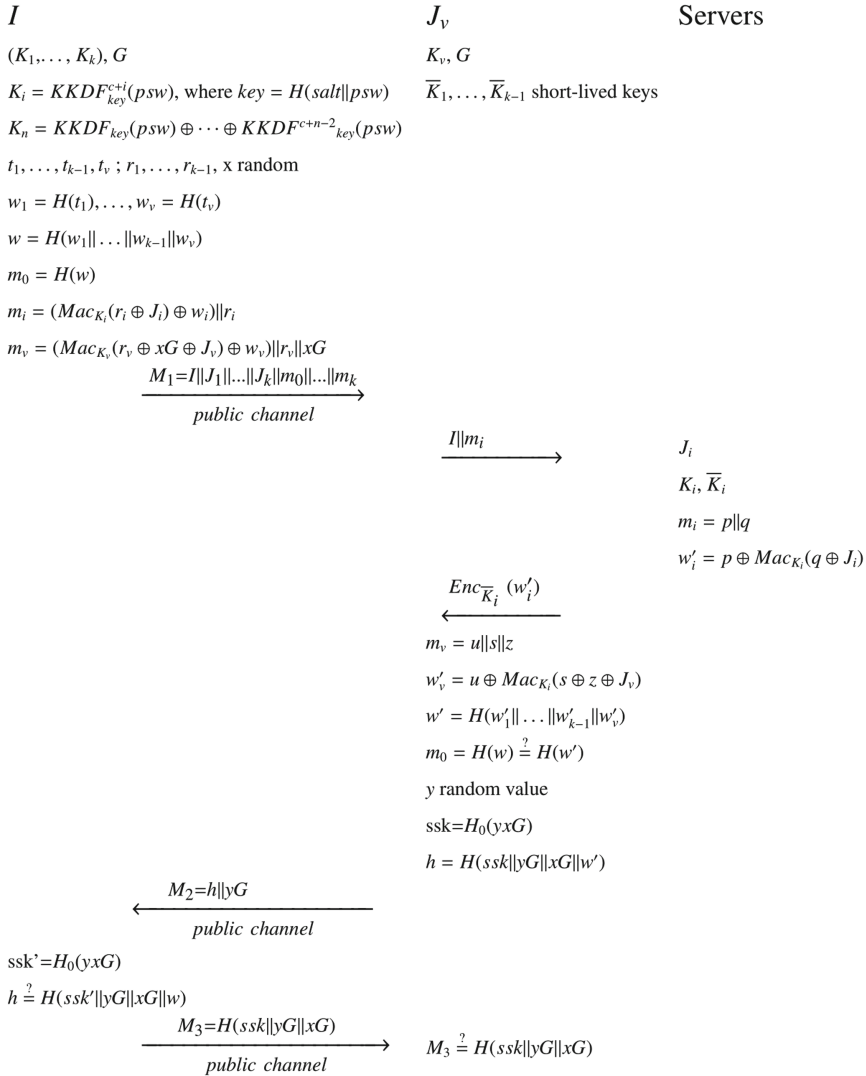 I J_v Servers
(K_1,…, K_k), G K_v, G
K_i = KKDF^{c+i}_{key}(psw), where key = H(salt||psw) K̅_1,…, K̅_{k−1} short-lived keys
K_n = KKDF_{key}(psw) ⊕ ⋯ ⊕ KKDF^{c+n−2}_{key}(psw)
t_1,…, t_{k−1}, t_v ; r_1,…, r_{k−1}, x random
w_1 = H(t_1),…, w_v = H(t_v)
w = H(w_1||…||w_{k−1}||w_v)
m_0 = H(w)
m_i = (Mac_{K_i}(r_i ⊕ J_i) ⊕ w_i)||r_i
m_v = (Mac_{K_v}(r_v ⊕ xG ⊕ J_v) ⊕ w_v)||r_v||xG
M_1=I||J_1||...||J_k||m_0||...||m_k
public channel
I||m_i
J_i
K_i, K̅_i
m_i = p||q
w'_i = p ⊕ Mac_{K_i}(q ⊕ J_i)
Enc_{K̅_i} (w'_i)
m_v = u||s||z
w'_v = u ⊕ Mac_{K_i}(s ⊕ z ⊕ J_v)
w' = H(w'_1||…||w'_{k−1}||w'_v)
m_0 = H(w) ≟ H(w')
y random value
ssk=H_0(yxG)
h = H(ssk||yG||xG||w')
M_2=h||yG
public channel
ssk'=H_0(yxG)
h ≟ H(ssk'||yG||xG||w)
M_3=H(ssk||yG||xG) M_3 ≟ H(ssk||yG||xG)
public channel